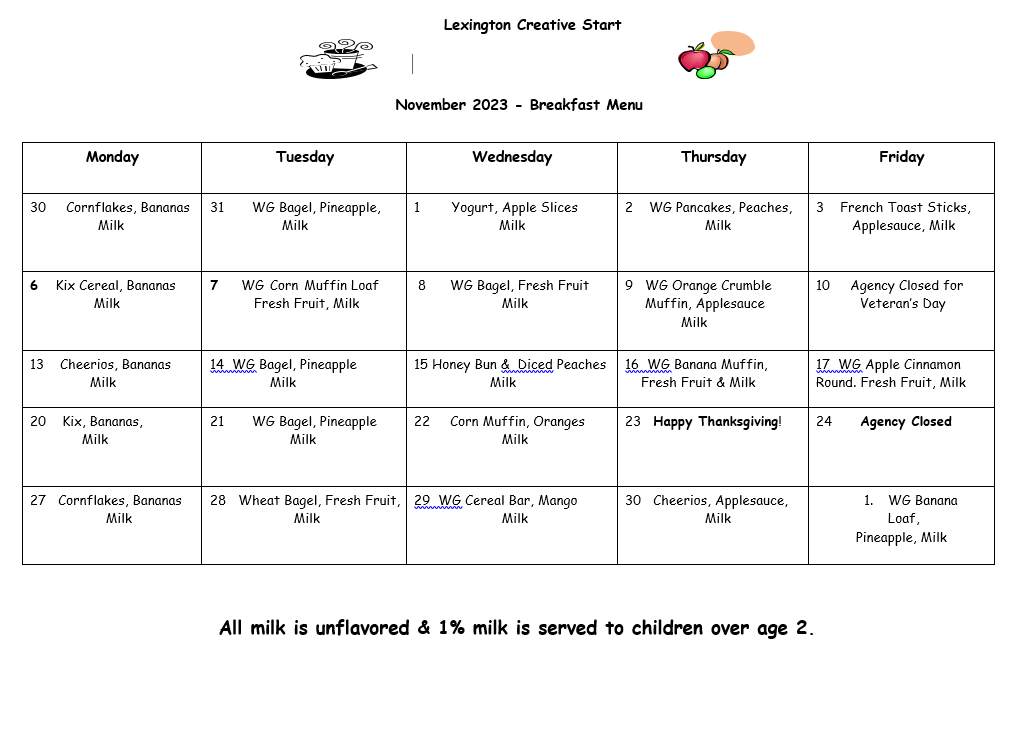 Lexington Creative Start
November 2023 - Breakfast Menu
Monday Tuesday Wednesday Thursday Friday
30 Cornflakes, Bananas
Milk
31 WG Bagel, Pineapple,
Milk
1 Yogurt, Apple Slices
Milk
2 WG Pancakes, Peaches,
Milk
3 French Toast Sticks,
Applesauce, Milk
6 Kix Cereal, Bananas
Milk
7 WG Corn Muffin Loaf
Fresh Fruit, Milk
8 WG Bagel, Fresh Fruit
Milk
9 WG Orange Crumble
Muffin, Applesauce
Milk
10 Agency Closed for
Veteran's Day
13 Cheerios, Bananas
Milk
14 WG Bagel, Pineapple
Milk
15 Honey Bun & Diced Peaches
Milk
16 WG Banana Muffin,
Fresh Fruit & Milk
17 WG Apple Cinnamon
Round. Fresh Fruit, Milk
20 Kix, Bananas,
Milk
21 WG Bagel, Pineapple
Milk
22 Corn Muffin, Oranges
Milk
23 Happy Thanksgiving!
24 Agency Closed
27 Cornflakes, Bananas
Milk
28 Wheat Bagel, Fresh Fruit,
Milk
29 WG Cereal Bar, Mango
Milk
30 Cheerios, Applesauce,
Milk
1. WG Banana
Loaf,
Pineapple, Milk
All milk is unflavored & 1% milk is served to children over age 2.